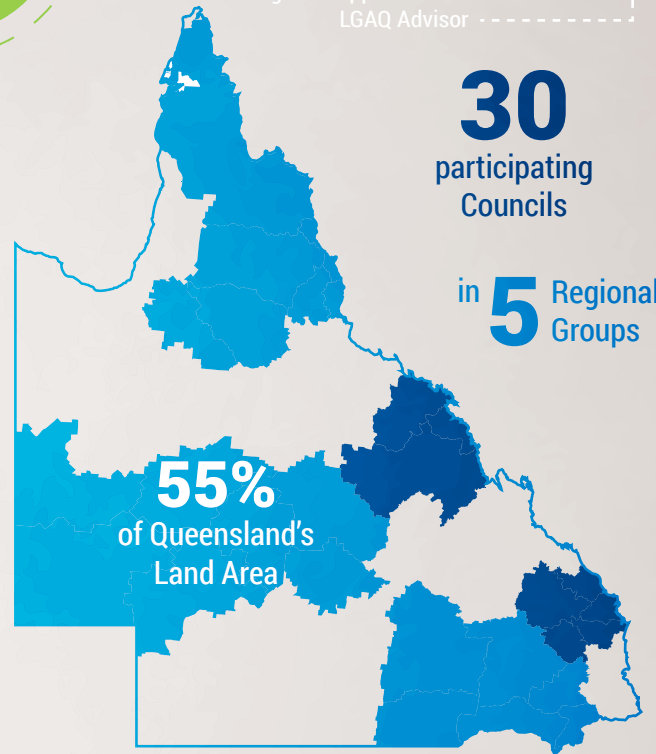 LGAQ Advisor
30
participating
Councils
in 5 Regional
Groups
55%
of Queensland's
Land Area